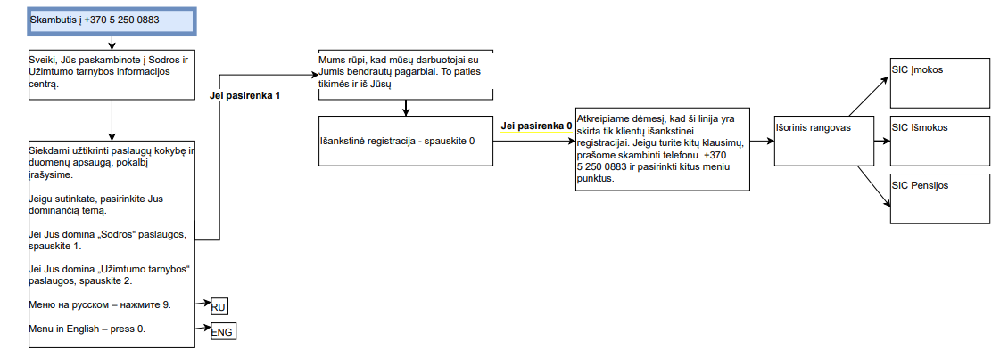 Skambutis į +370 5 250 0883
Sveiki, Jūs paskambinote į Sodros ir
Užimtumo tarnybos informacijos
centrą.
Siekdami užtikrinti paslaugų kokybę ir
duomenų apsaugą, pokalbį
įrašysime.
Jeigu sutinkate, pasirinkite Jus
dominančią temą.
Jei Jus domina „Sodros“ paslaugos,
spauskite 1.
Jei Jus domina „Užimtumo tarnybos“
paslaugos, spauskite 2.
Меню на русском – нажмите 9.
Menu in English – press 0.
RU
ENG
Jei pasirenka 1
Mums rūpi, kad mūsų darbuotojai su
Jumis bendrautų pagarbiai. To paties
tikimės ir iš Jūsų
Išankstinė registracija - spauskite 0
Jei pasirenka 0
Atkreipiame dėmesį, kad ši linija yra
skirta tik klientų išankstinei
registracijai. Jeigu turite kitų klausimų,
prašome skambinti telefonu  +370
5 250 0883 ir pasirinkti kitus meniu
punktus.
Išorinis rangovas
SIC Įmokos
SIC Išmokos
SIC Pensijos